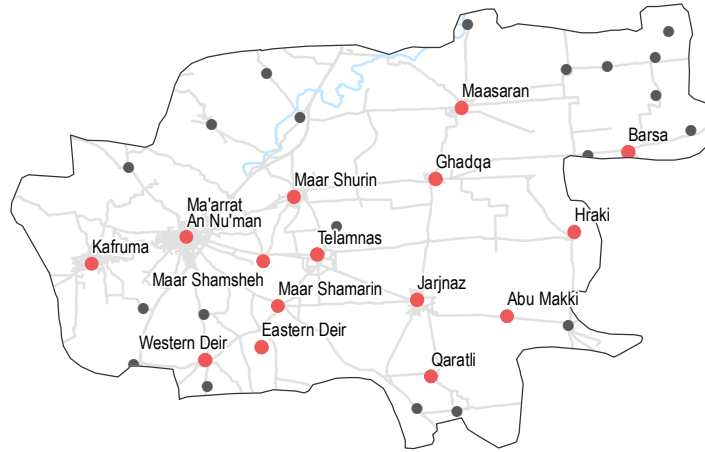 Maasaran
Barsa
Ghadqa
Maar Shurin
Ma'arrat
An Nu'man
Hraki
Kafruma
Telamnas
Maar Shamsheh
Maar Shamarin
Jarjnaz
Abu Makki
Western Deir
Eastern Deir
Qaratli